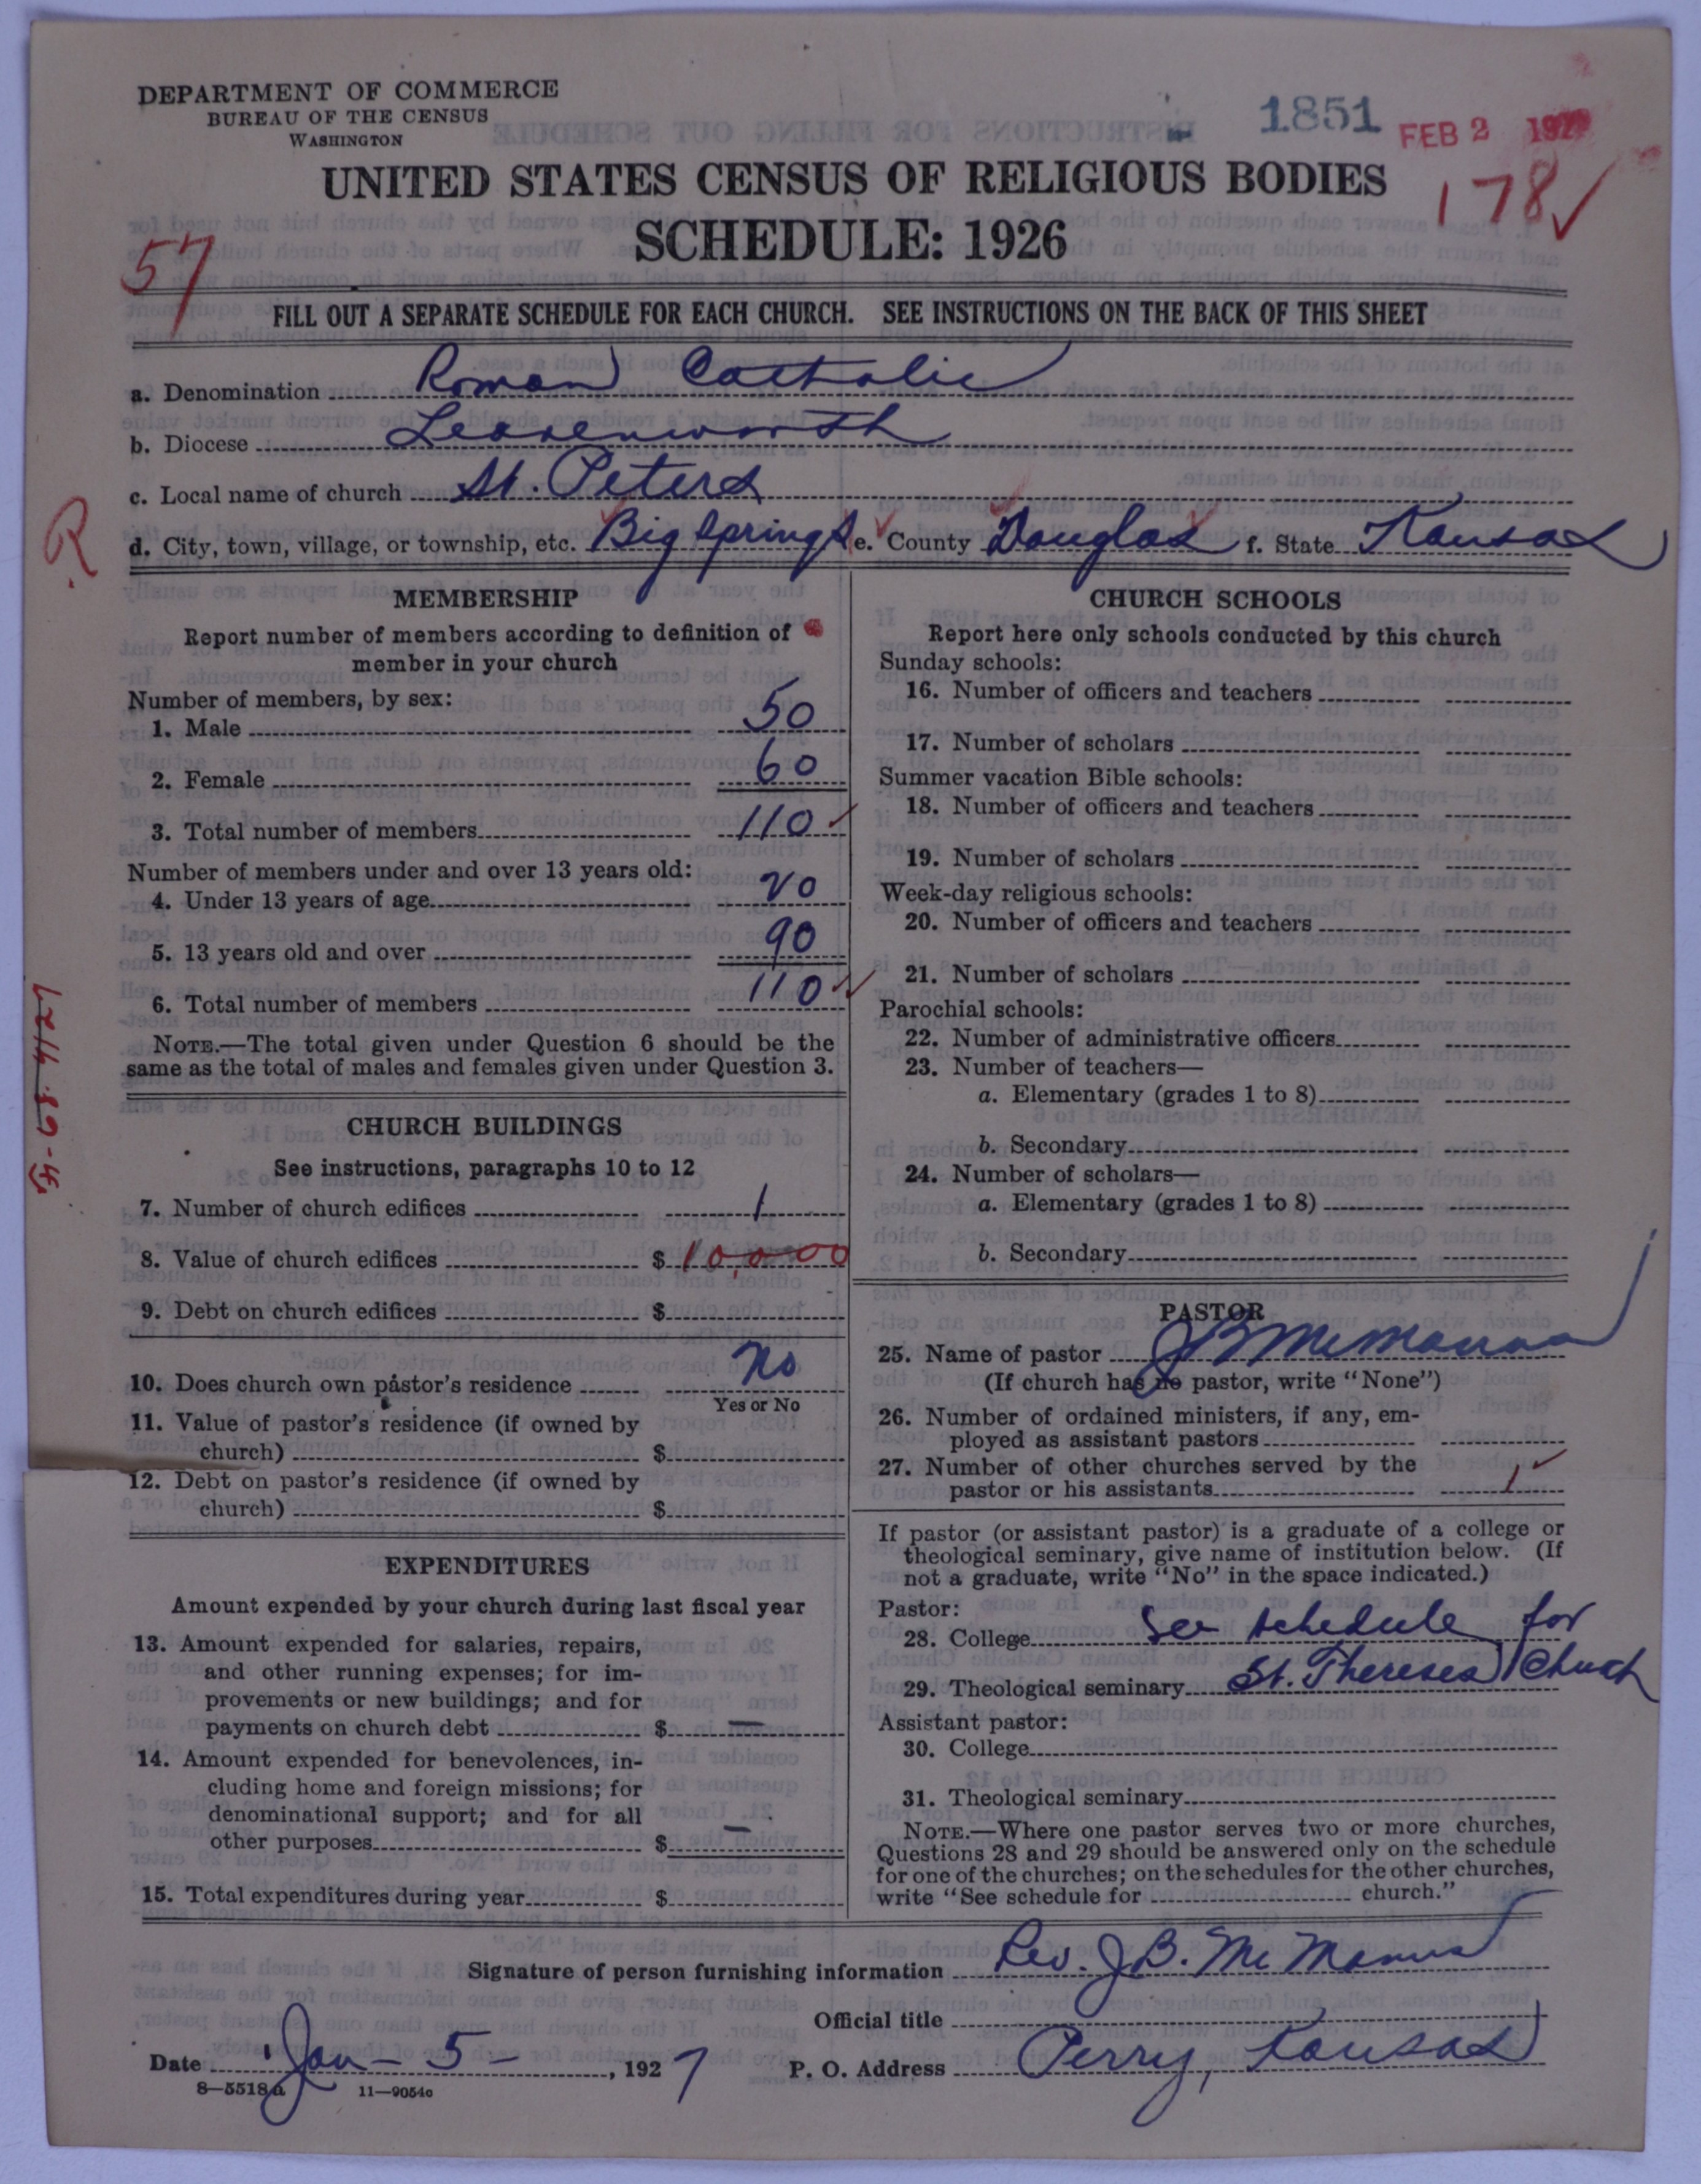 DEPARTMENT OF COMMERCE
BUREAU OF THE CENSUS
WASHINGTON
1851
FEB 2 192
UNITED STATES CENSUS OF RELIGIOUS BODIES
178
SCHEDULE: 1926
57
FILL OUT A SEPARATE SCHEDULE FOR EACH CHURCH. SEE INSTRUCTIONS ON THE BACK OF THIS SHEET
a. Denomination Roman Catholic
b. Diocese Leavenworth
c. Local name of church St. Peters
R
d. City, town, village, or township, etc. Big Springs e. County Douglas f. State Kansas
MEMBERSHIP
Report number of members according to definition of
member in your church
Number of members, by sex:
1. Male 50
2. Female 60
3. Total number of members 110
Number of members under and over 13 years old:
4. Under 13 years of age 20
5. 13 years old and over 90
6. Total number of members 110
NOTE.—The total given under Question 6 should be the
same as the total of males and females given under Question 3.
CHURCH BUILDINGS
See instructions, paragraphs 10 to 12
7. Number of church edifices 1
8. Value of church edifices $ 10,000
9. Debt on church edifices $
10. Does church own pastor's residence No
Yes or No
11. Value of pastor's residence (if owned by
church) $
12. Debt on pastor's residence (if owned by
church) $
EXPENDITURES
Amount expended by your church during last fiscal year
13. Amount expended for salaries, repairs,
and other running expenses; for im-
provements or new buildings; and for
payments on church debt $ —
14. Amount expended for benevolences, in-
cluding home and foreign missions; for
denominational support; and for all
other purposes $ —
15. Total expenditures during year $
CHURCH SCHOOLS
Report here only schools conducted by this church
Sunday schools:
16. Number of officers and teachers
17. Number of scholars
Summer vacation Bible schools:
18. Number of officers and teachers
19. Number of scholars
Week-day religious schools:
20. Number of officers and teachers
21. Number of scholars
Parochial schools:
22. Number of administrative officers
23. Number of teachers—
a. Elementary (grades 1 to 8)
b. Secondary
24. Number of scholars—
a. Elementary (grades 1 to 8)
b. Secondary
PASTOR
25. Name of pastor J B McManus
(If church has no pastor, write "None")
26. Number of ordained ministers, if any, em-
ployed as assistant pastors
27. Number of other churches served by the
pastor or his assistants 1
If pastor (or assistant pastor) is a graduate of a college or
theological seminary, give name of institution below. (If
not a graduate, write "No" in the space indicated.)
Pastor:
28. College See schedule for
29. Theological seminary St. Thereses Church
Assistant pastor:
30. College
31. Theological seminary
NOTE.—Where one pastor serves two or more churches,
Questions 28 and 29 should be answered only on the schedule
for one of the churches; on the schedules for the other churches,
write "See schedule for church."
Signature of person furnishing information Rev. J B. McManus
Official title
Date Jan - 5 - , 1927 P. O. Address Perry, Kansas
8—5518a 11—9054o